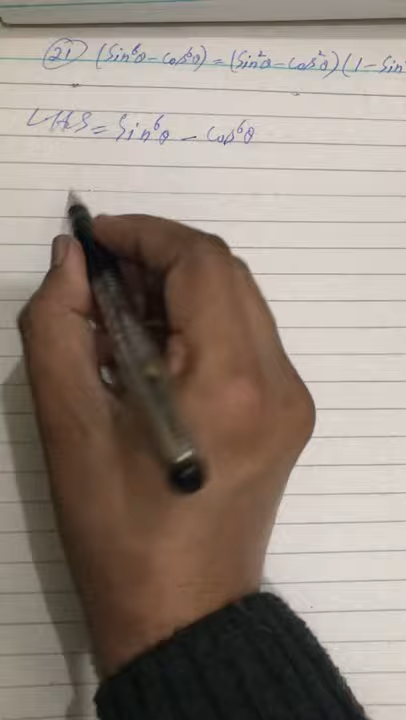 (21) (Sin⁶θ - Cos⁶θ) = (Sin²θ - Cos²θ) (1 - Sin
LHS = Sin⁶θ - Cos⁶θ